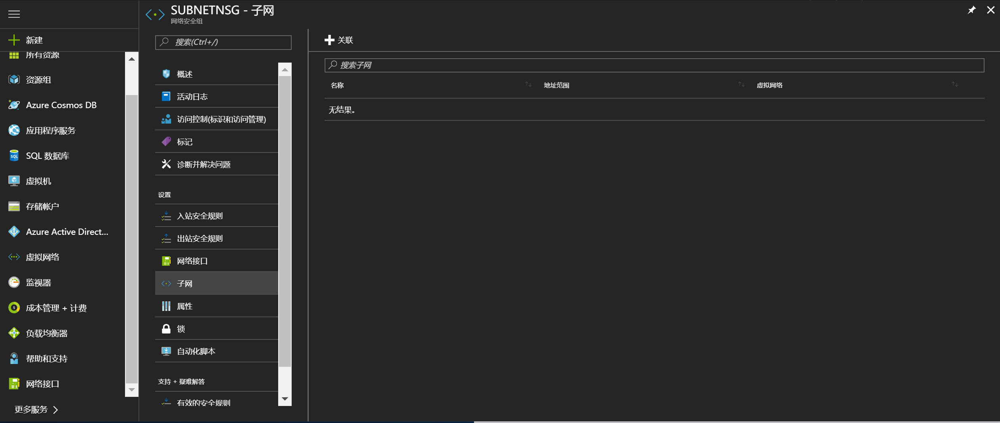 SUBNETNSG - 子网
网络安全组
新建
所有资源
资源组
Azure Cosmos DB
应用程序服务
SQL 数据库
虚拟机
存储帐户
Azure Active Direct...
虚拟网络
监视器
成本管理 + 计费
负载均衡器
帮助和支持
网络接口
更多服务
搜索(Ctrl+/)
概述
活动日志
访问控制(标识和访问管理)
标记
诊断并解决问题
设置
入站安全规则
出站安全规则
网络接口
子网
属性
锁
自动化脚本
支持 + 疑难解答
有效的安全规则
关联
搜索子网
名称 地址范围 虚拟网络
无结果。